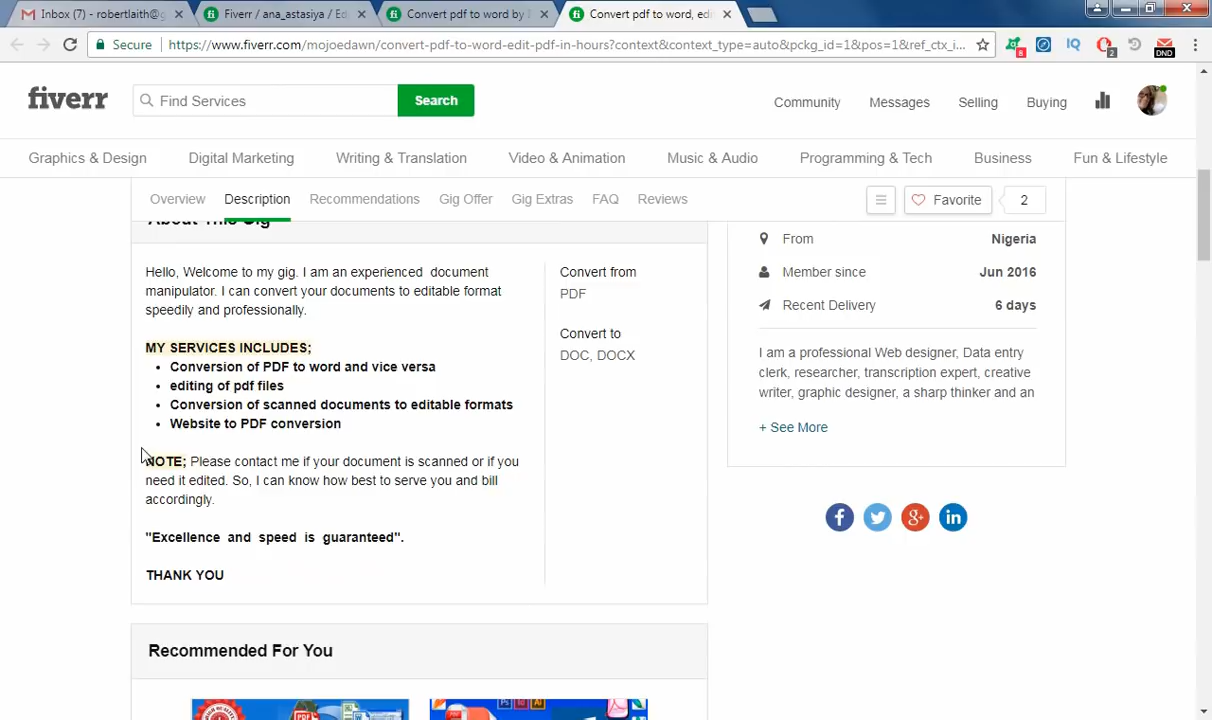 Inbox (7) - robertlaith@g
Fiverr / ana_astasiya / Ed
Convert pdf to word by
Convert pdf to word, edi
Secure
https://www.fiverr.com/mojoedawn/convert-pdf-to-word-edit-pdf-in-hours?context&context_type=auto&pckg_id=1&pos=1&ref_ctx_i...
8
2
DND
fiverr
Find Services
Search
Community
Messages
Selling
Buying
Graphics & Design
Digital Marketing
Writing & Translation
Video & Animation
Music & Audio
Programming & Tech
Business
Fun & Lifestyle
Overview
Description
Recommendations
Gig Offer
Gig Extras
FAQ
Reviews
Favorite
2
About This Gig
Hello, Welcome to my gig. I am an experienced document
manipulator. I can convert your documents to editable format
speedily and professionally.
MY SERVICES INCLUDES;
• Conversion of PDF to word and vice versa
• editing of pdf files
• Conversion of scanned documents to editable formats
• Website to PDF conversion
NOTE; Please contact me if your document is scanned or if you
need it edited. So, I can know how best to serve you and bill
accordingly.
"Excellence and speed is guaranteed".
THANK YOU
Convert from
PDF
Convert to
DOC, DOCX
From
Nigeria
Member since
Jun 2016
Recent Delivery
6 days
I am a professional Web designer, Data entry
clerk, researcher, transcription expert, creative
writer, graphic designer, a sharp thinker and an
+ See More
Recommended For You